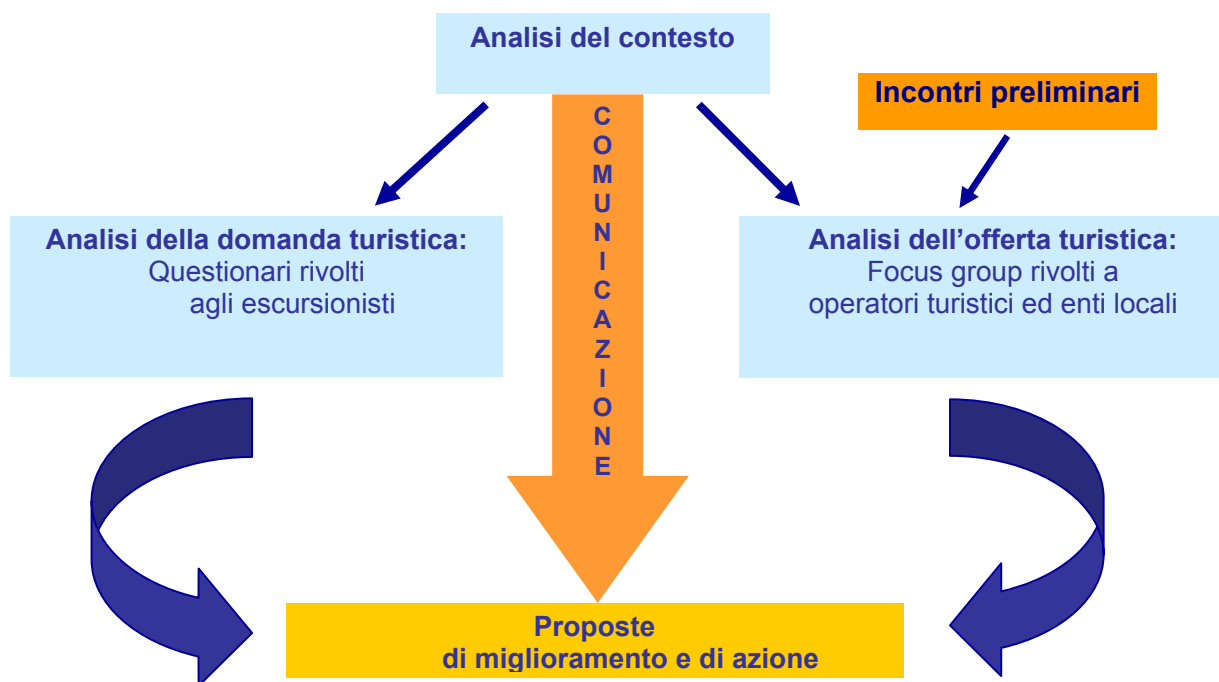 Analisi del contesto
Incontri preliminari
C
O
M
U
N
I
C
A
Z
I
O
N
E
Analisi della domanda turistica:
Questionari rivolti
agli escursionisti
Analisi dell’offerta turistica:
Focus group rivolti a
operatori turistici ed enti locali
Proposte
di miglioramento e di azione